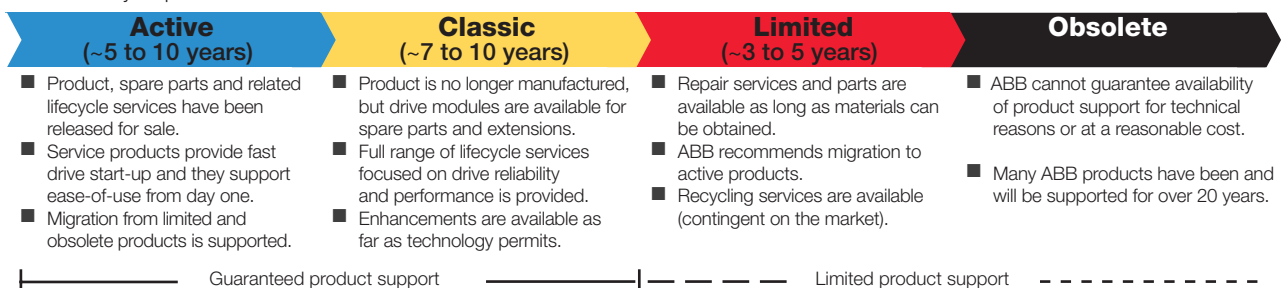 Active
(~5 to 10 years)
Product, spare parts and related
lifecycle services have been
released for sale.
Service products provide fast
drive start-up and they support
ease-of-use from day one.
Migration from limited and
obsolete products is supported.
Classic
(~7 to 10 years)
Product is no longer manufactured,
but drive modules are available for
spare parts and extensions.
Full range of lifecycle services
focused on drive reliability
and performance is provided.
Enhancements are available as
far as technology permits.
Limited
(~3 to 5 years)
Repair services and parts are
available as long as materials can
be obtained.
ABB recommends migration to
active products.
Recycling services are available
(contingent on the market).
Obsolete
ABB cannot guarantee availability
of product support for technical
reasons or at a reasonable cost.
Many ABB products have been and
will be supported for over 20 years.
Guaranteed product support
Limited product support